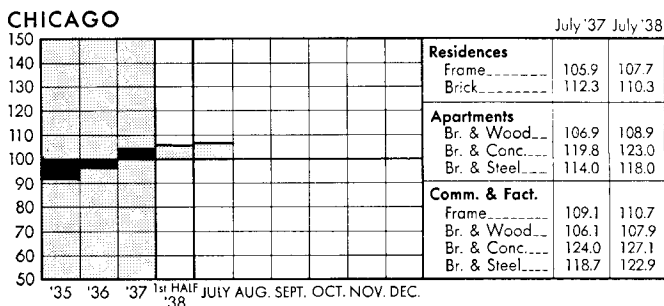 CHICAGO
150
140
130
120
110
100
90
80
70
60
50
'35 '36 '37 1st HALF '38 JULY AUG. SEPT. OCT. NOV. DEC.
July '37 July '38
Residences
Frame 105.9 107.7
Brick 112.3 110.3
Apartments
Br. & Wood 106.9 108.9
Br. & Conc. 119.8 123.0
Br. & Steel 114.0 118.0
Comm. & Fact.
Frame 109.1 110.7
Br. & Wood 106.1 107.9
Br. & Conc. 124.0 127.1
Br. & Steel 118.7 122.9